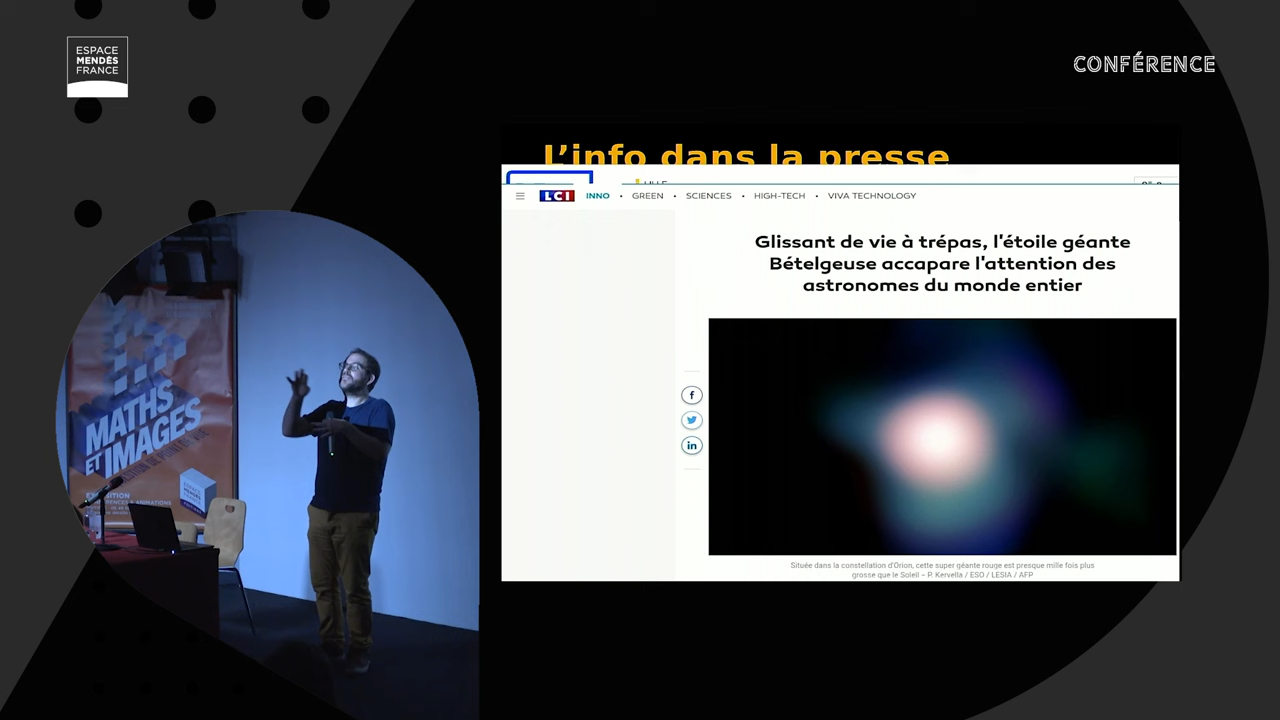 ESPACE
MENDÈS
FRANCE
CONFÉRENCE
L'info dans la presse
LCI INNO • GREEN • SCIENCES • HIGH-TECH • VIVA TECHNOLOGY
Glissant de vie à trépas, l'étoile géante
Bételgeuse accapare l'attention des
astronomes du monde entier
f
in
Située dans la constellation d'Orion, cette super géante rouge est presque mille fois plus
grosse que le Soleil – P. Kervella / ESO / LESIA / AFP
MATHS
ET IMAGES